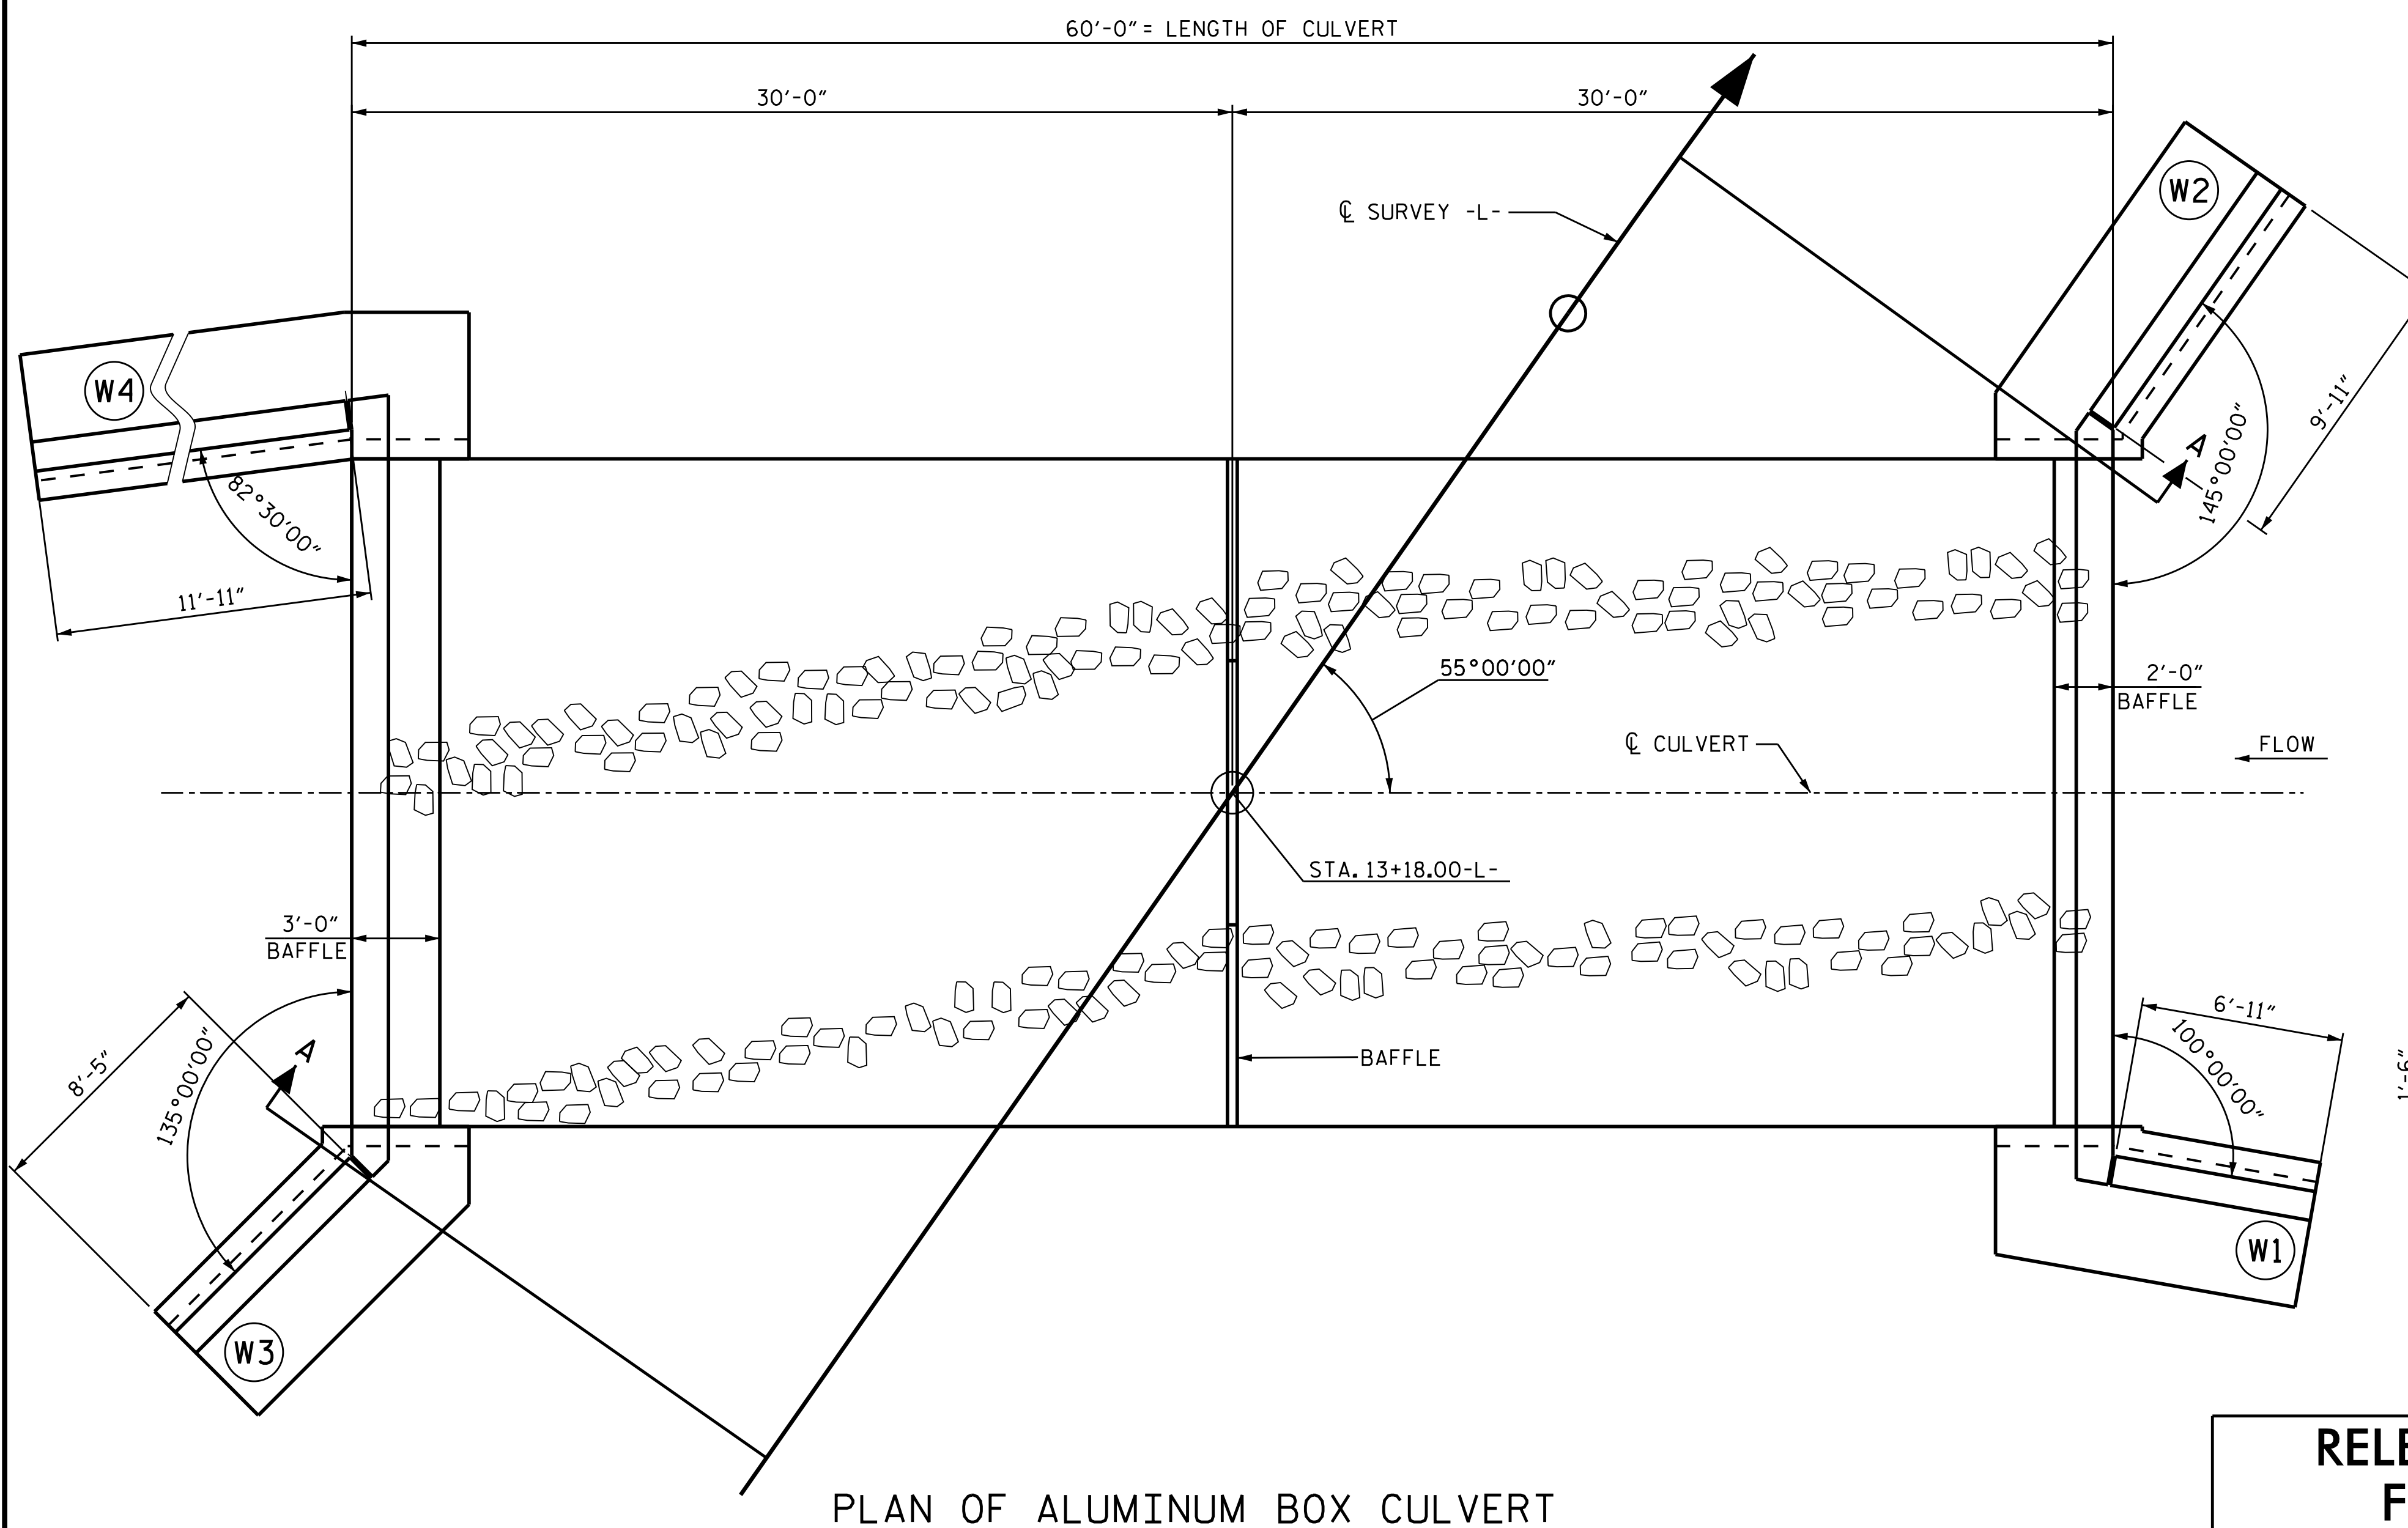 60'-0"= LENGTH OF CULVERT
30'-0"
30'-0"
℄ SURVEY -L-
W2
W4
9'-11"
A
145°00'00"
82°30'00"
11'-11"
55°00'00"
2'-0"
BAFFLE
℄ CULVERT
FLOW
STA. 13+18.00-L-
3'-0"
BAFFLE
6'-11"
100°00'00"
BAFFLE
1'-6"
A
8'-5"
135°00'00"
W1
W3
PLAN OF ALUMINUM BOX CULVERT